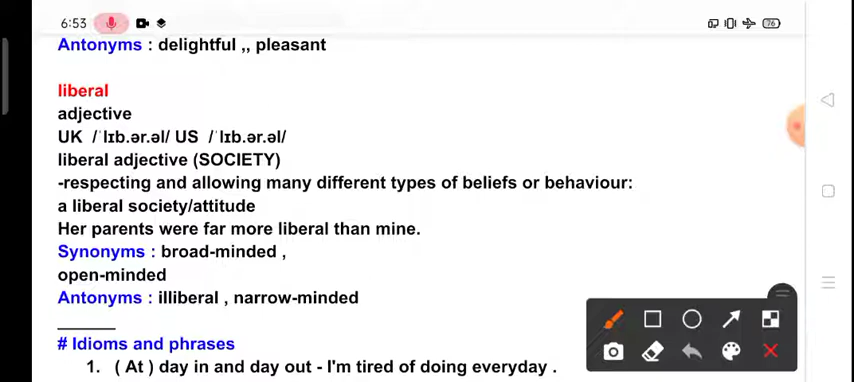 6:53
76
Antonyms : delightful ,, pleasant
liberal
adjective
UK /ˈlɪb.ər.əl/ US /ˈlɪb.ər.əl/
liberal adjective (SOCIETY)
-respecting and allowing many different types of beliefs or behaviour:
a liberal society/attitude
Her parents were far more liberal than mine.
Synonyms : broad-minded ,
open-minded
Antonyms : illiberal , narrow-minded
# Idioms and phrases
1. ( At ) day in and day out - I'm tired of doing everyday .